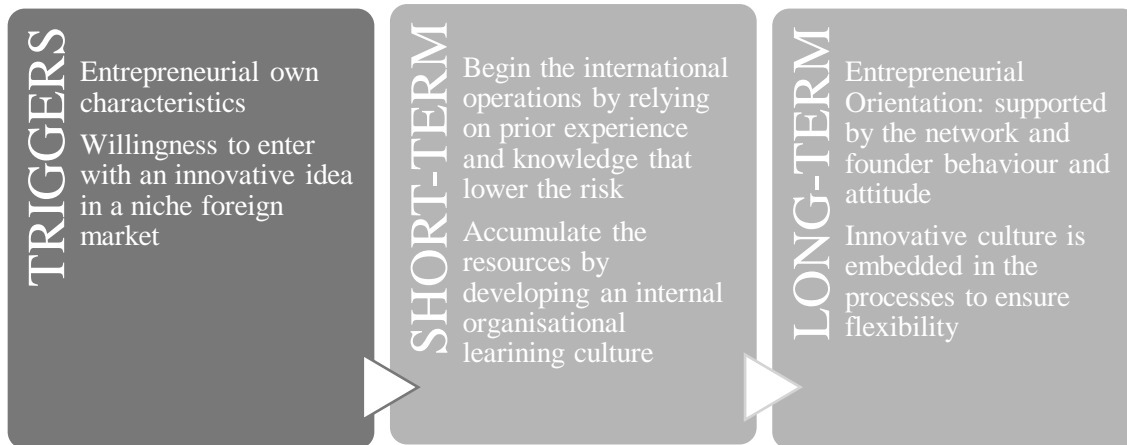 TRIGGERS
Entrepreneurial own
characteristics
Willingness to enter
with an innovative idea
in a niche foreign
market
SHORT-TERM
Begin the international
operations by relying
on prior experience
and knowledge that
lower the risk
Accumulate the
resources by
developing an internal
organisational
learining culture
LONG-TERM
Entrepreneurial
Orientation: supported
by the network and
founder behaviour and
attitude
Innovative culture is
embedded in the
processes to ensure
flexibility